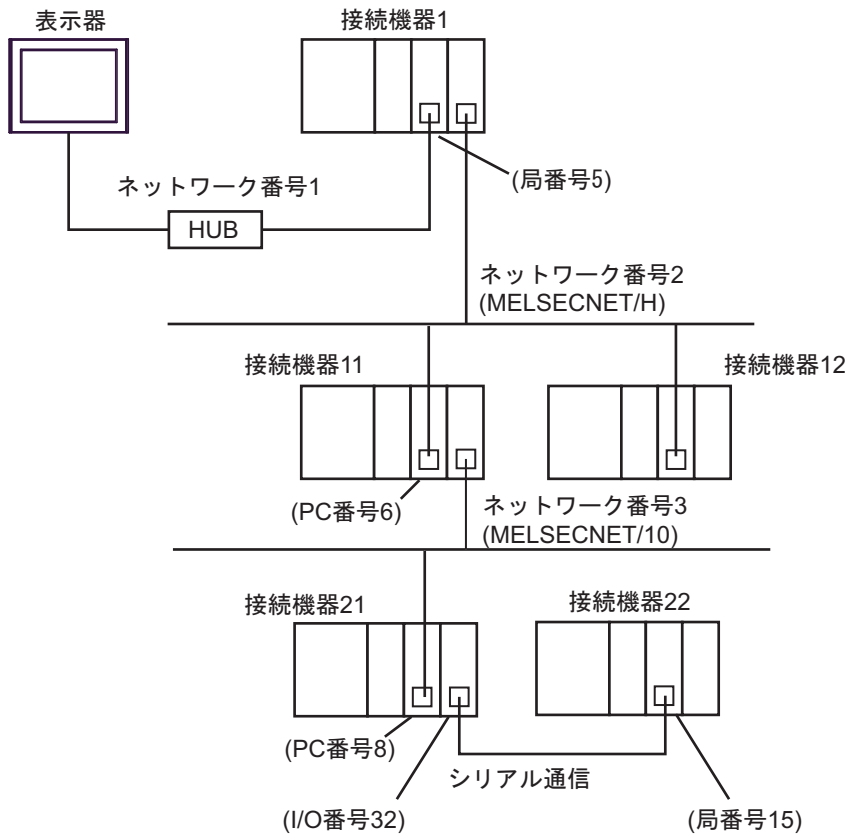 表示器
接続機器1
ネットワーク番号1
HUB
(局番号5)
ネットワーク番号2
(MELSECNET/H)
接続機器11
接続機器12
(PC番号6)
ネットワーク番号3
(MELSECNET/10)
接続機器21
接続機器22
(PC番号8)
シリアル通信
(I/O番号32)
(局番号15)